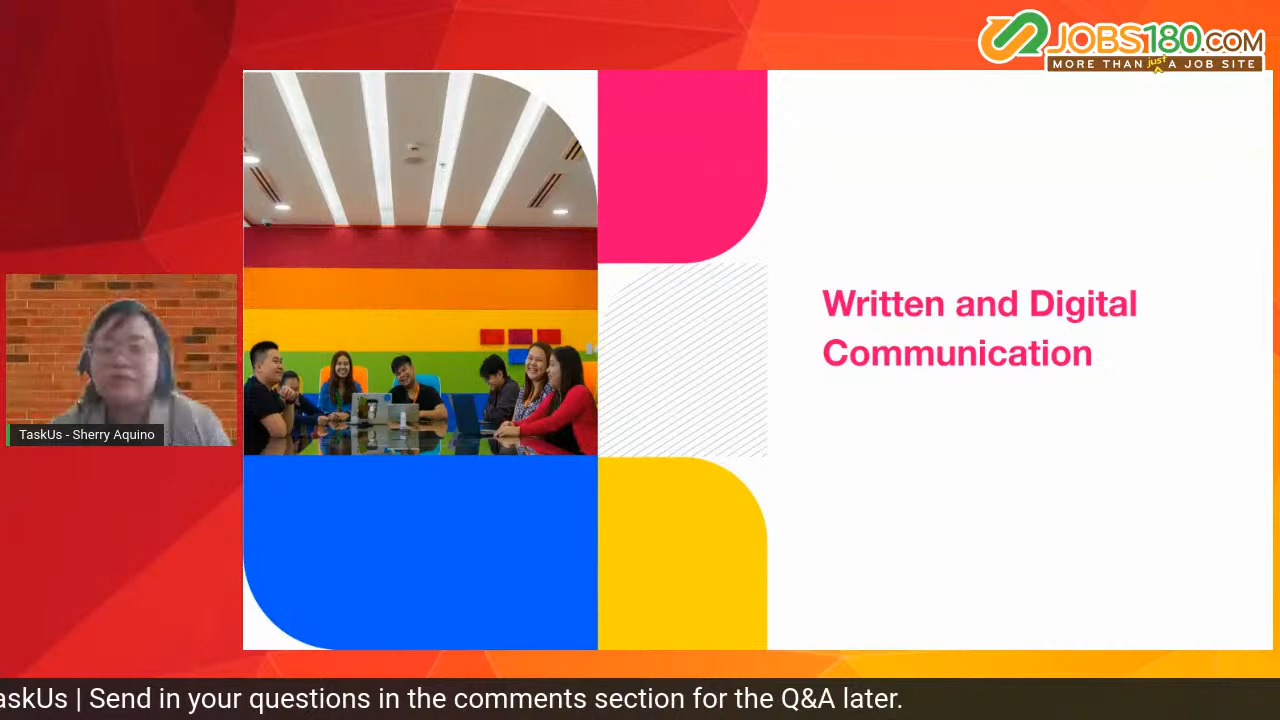 JOBS180.COM
MORE THAN just A JOB SITE
Written and Digital
Communication
TaskUs - Sherry Aquino
askUs | Send in your questions in the comments section for the Q&A later.